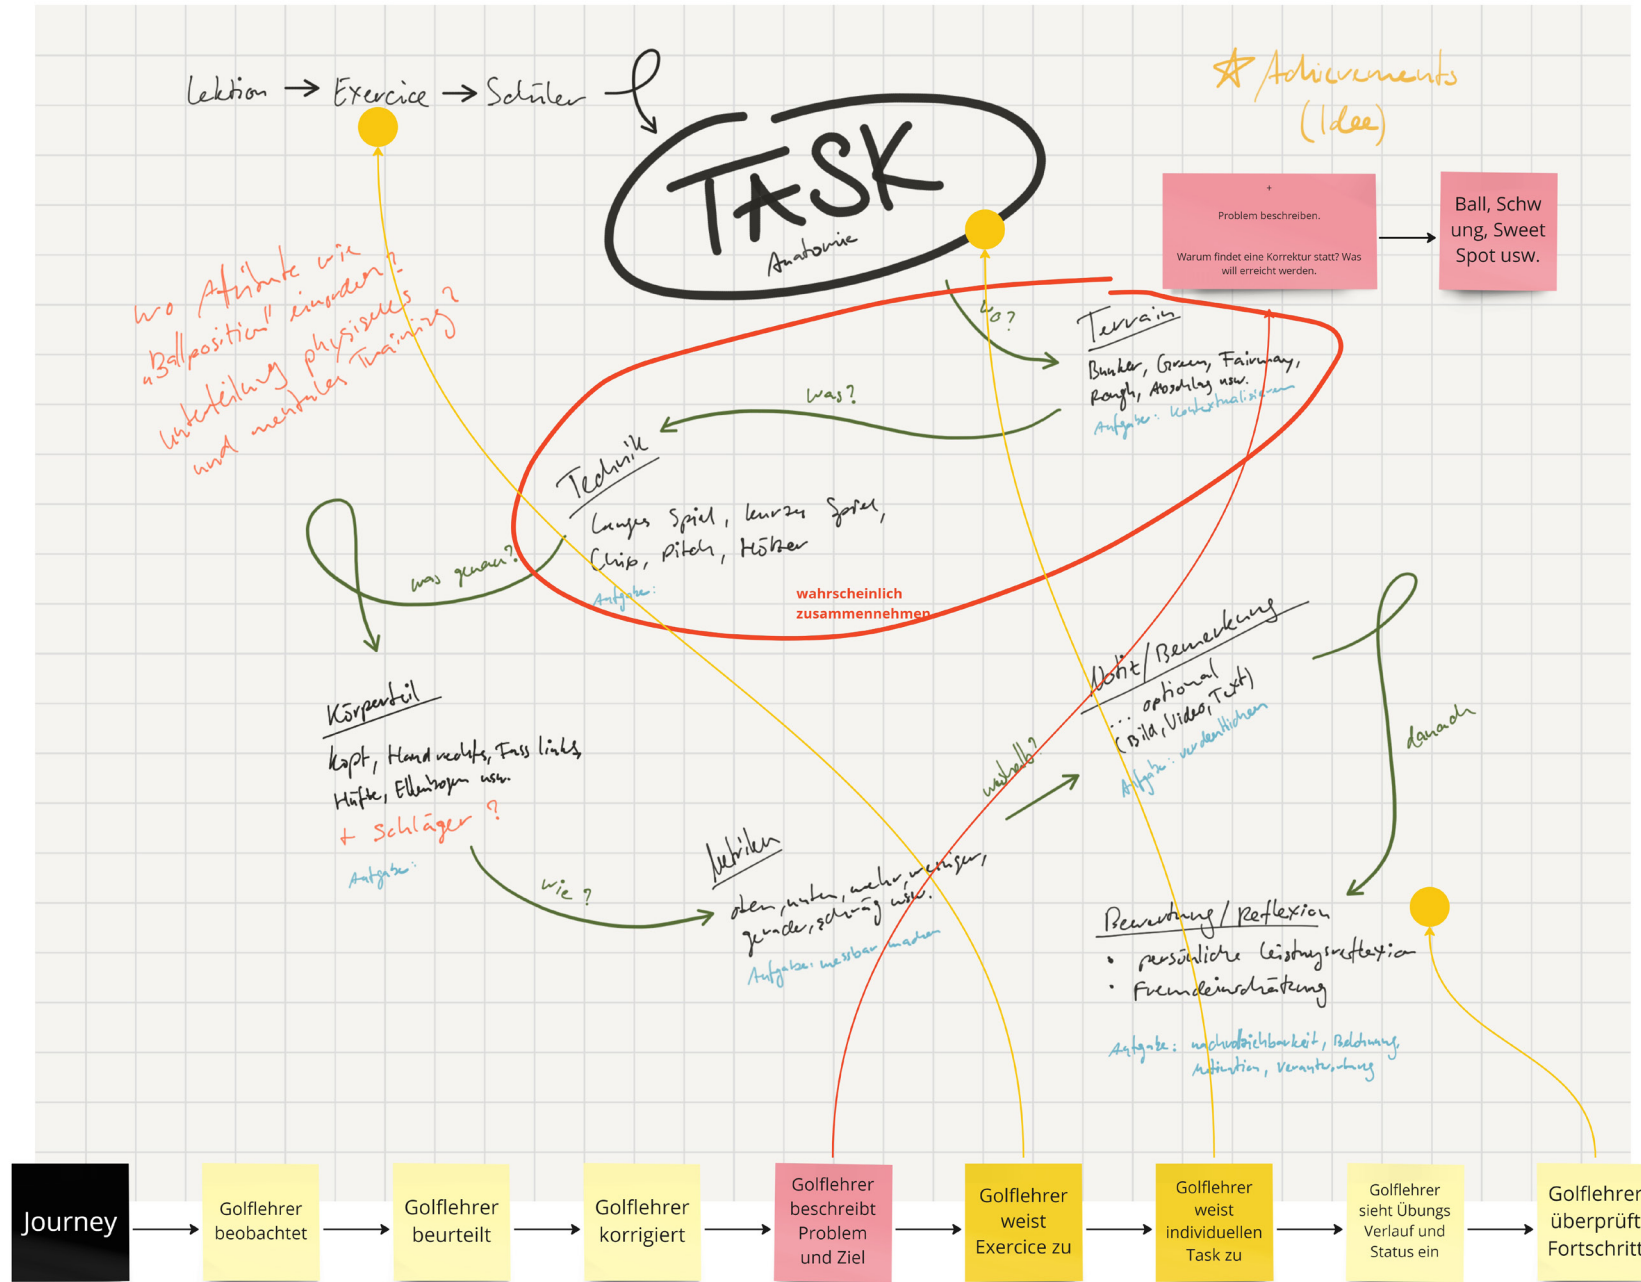 Lektion → Exercice → Schüler
TASK
Anatomie
☆ Achievements
(Idee)
+
Problem beschreiben.
Warum findet eine Korrektur statt? Was
will erreicht werden.
Ball, Schw
ung, Sweet
Spot usw.
wo Attribute wie
"Ballposition" einordnen?
Unterteilung physisches
und mentales Training?
wo?
Terrain
Bunker, Green, Fairway,
Rough, Abschlag usw.
Aufgabe: kontextualisieren
was?
Technik
Langes Spiel, kurzes Spiel,
Chip, Pitch, Hölzer
Aufgabe:
wahrscheinlich
zusammennehmen
was genau?
Körperteil
Kopf, Hand rechts, Fuss links,
Hüfte, Ellenbogen usw.
+ Schläger?
Aufgabe:
wie?
Metriken
oben, unten, mehr, weniger,
gerader, schräg usw.
Aufgabe: messbar machen
weshalb?
Notiz/Bemerkung
... optional
(Bild, Video, Text)
Aufgabe: verdeutlichen
danach
Bewertung/Reflexion
• persönliche Leistungsreflexion
• Fremdeinschätzung
Aufgabe: nachvollziehbarkeit, Belohnung,
Motivation, Verantwortung
Journey
Golflehrer
beobachtet
Golflehrer
beurteilt
Golflehrer
korrigiert
Golflehrer
beschreibt
Problem
und Ziel
Golflehrer
weist
Exercice zu
Golflehrer
weist
individuellen
Task zu
Golflehrer
sieht Übungs
Verlauf und
Status ein
Golflehrer
überprüft
Fortschritt